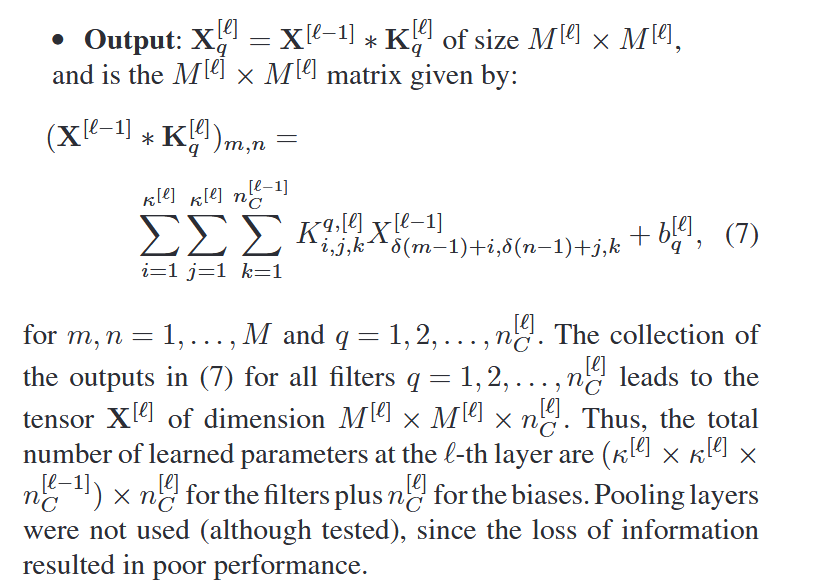 • Output: $\mathbf{X}_q^{[\ell]} = \mathbf{X}^{[\ell-1]} * \mathbf{K}_q^{[\ell]}$ of size $M^{[\ell]} \times M^{[\ell]}$,
and is the $M^{[\ell]} \times M^{[\ell]}$ matrix given by:
$(\mathbf{X}^{[\ell-1]} * \mathbf{K}_q^{[\ell]})_{m,n} =$
$\sum_{i=1}^{\kappa^{[\ell]}} \sum_{j=1}^{\kappa^{[\ell]}} \sum_{k=1}^{n_C^{[\ell-1]}} K_{i,j,k}^{q,[\ell]} X_{\delta(m-1)+i,\delta(n-1)+j,k}^{[\ell-1]} + b_q^{[\ell]}, \quad (7)$
for $m, n = 1, \ldots, M$ and $q = 1, 2, \ldots, n_C^{[\ell]}$. The collection of
the outputs in (7) for all filters $q = 1, 2, \ldots, n_C^{[\ell]}$ leads to the
tensor $\mathbf{X}^{[\ell]}$ of dimension $M^{[\ell]} \times M^{[\ell]} \times n_C^{[\ell]}$. Thus, the total
number of learned parameters at the $\ell$-th layer are $(\kappa^{[\ell]} \times \kappa^{[\ell]} \times$
$n_C^{[\ell-1]}) \times n_C^{[\ell]}$ for the filters plus $n_C^{[\ell]}$ for the biases. Pooling layers
were not used (although tested), since the loss of information
resulted in poor performance.